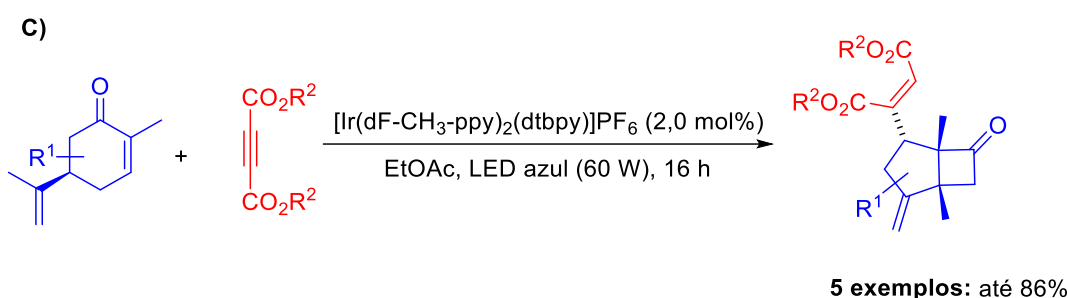 C)
O
R¹
+
CO₂R²
CO₂R²
[Ir(dF-CH₃-ppy)₂(dtbpy)]PF₆ (2,0 mol%)
EtOAc, LED azul (60 W), 16 h
R²O₂C
R²O₂C
O
R¹
5 exemplos: até 86%